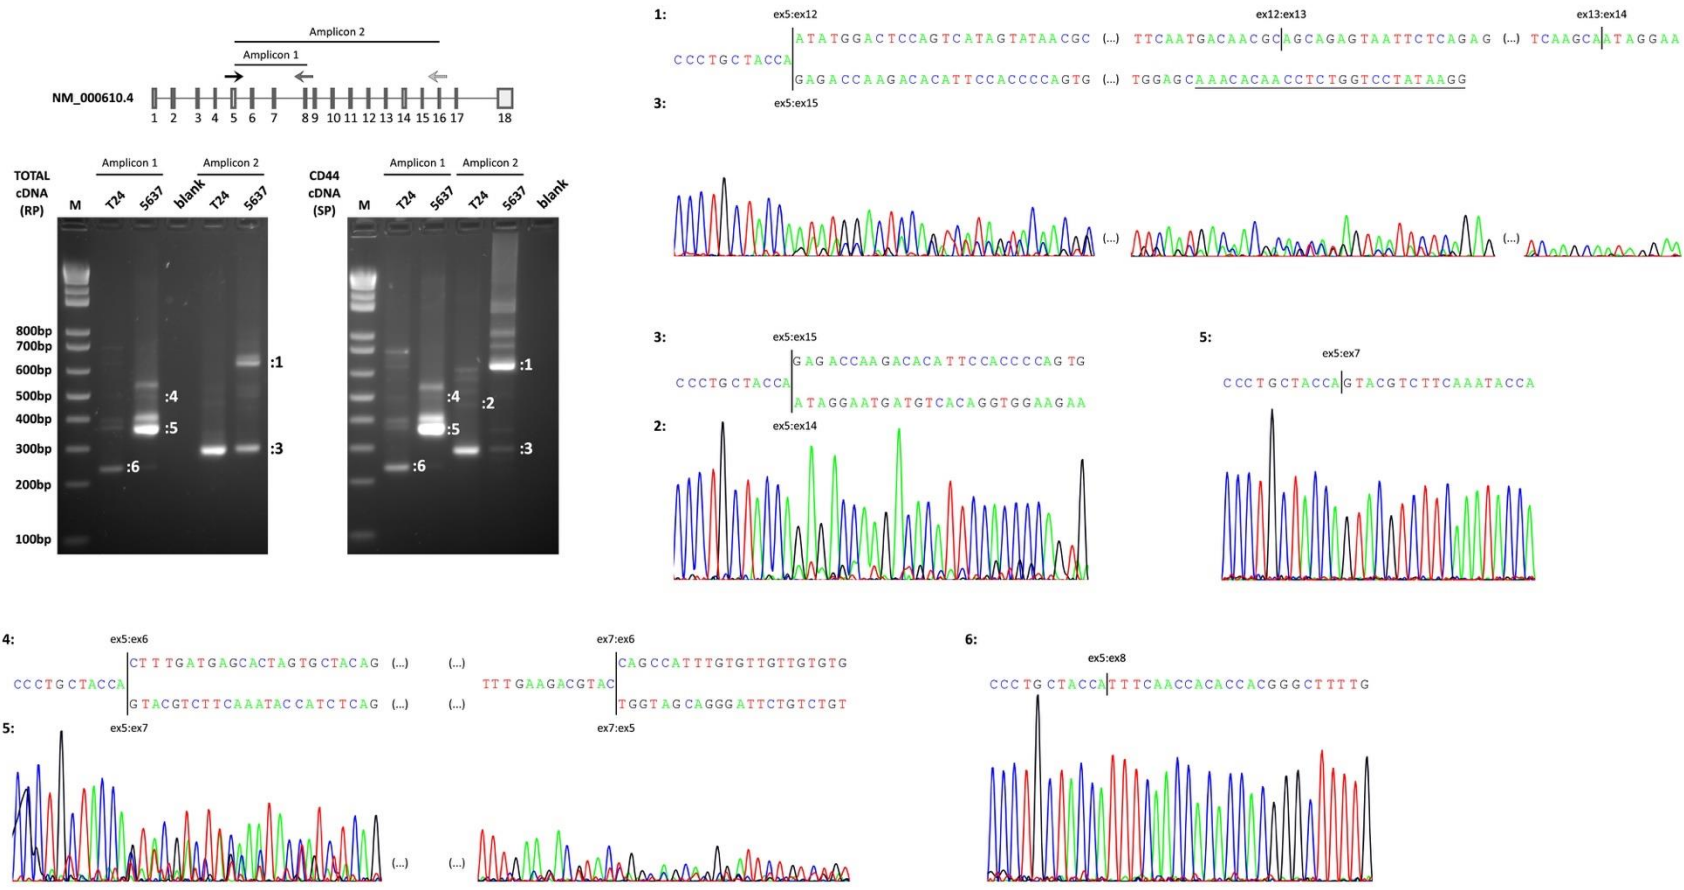 Amplicon 2
Amplicon 1
NM_000610.4
1 2 3 4 5 6 7 8 9 10 11 12 13 14 15 16 17 18
Amplicon 1 Amplicon 2
TOTAL
cDNA
(RP)
M T24 5637 blank T24 5637
800bp
700bp
600bp
500bp
400bp
300bp
200bp
100bp
:1
:4
:5
:3
:6
Amplicon 1 Amplicon 2
CD44
cDNA
(SP)
M T24 5637 T24 5637 blank
:1
:4
:2
:5
:3
:6
1:
ex5:ex12 ex12:ex13 ex13:ex14
ATATGGACTCCAGTCATAGTATAACGC (...) TTCAATGACAACGCAGCAGAGTAATTCTCAGAG (...) TCAAGCAATAGGAA
CCCTGCTACCA
GAGACCAAGACACATTCCACCCCAGTG (...) TGGAGCAAACACAACCTCTGGTCCTATAAGG
3:
ex5:ex15
(...) (...)
3:
ex5:ex15
GAGACCAAGACACATTCCACCCCAGTG
CCCTGCTACCA
ATAGGAATGATGTCACAGGTGGAAGAA
2:
ex5:ex14
5:
ex5:ex7
CCCTGCTACCAGTACGTCTTCAAATACCA
4:
ex5:ex6 ex7:ex6
CTTTGATGAGCACTAGTGCTACAG (...) (...) CAGCCATTTGTGTTGTTGTGTG
CCCTGCTACCA TTTGAAGACGTAC
GTACGTCTTCAAATACCATCTCAG (...) (...) TGGTAGCAGGGATTCTGTCTGT
5:
ex5:ex7 ex7:ex5
(...) (...)
6:
ex5:ex8
CCCTGCTACCATTTCAACCACACCACGGGCTTTTG